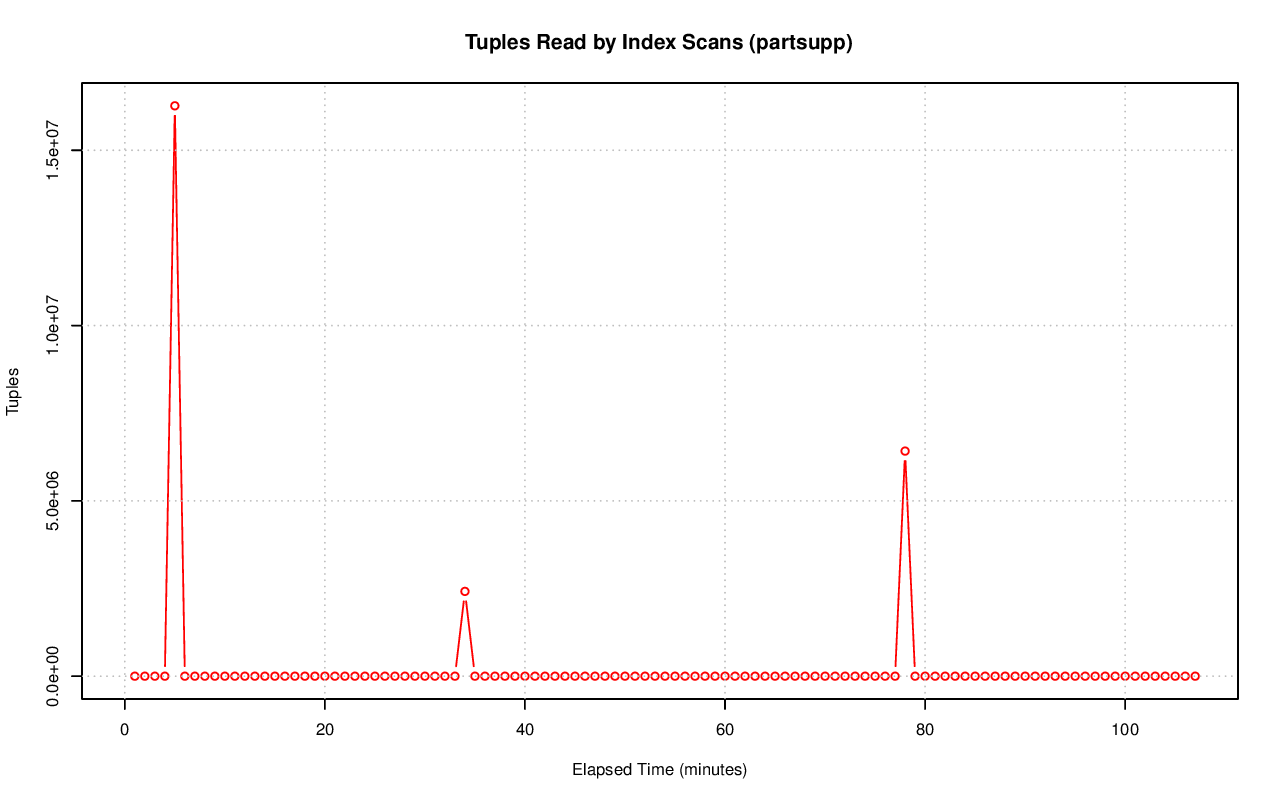 Tuples Read by Index Scans (partsupp)
Tuples
1.5e+07
1.0e+07
5.0e+06
0.0e+00
0 20 40 60 80 100
Elapsed Time (minutes)